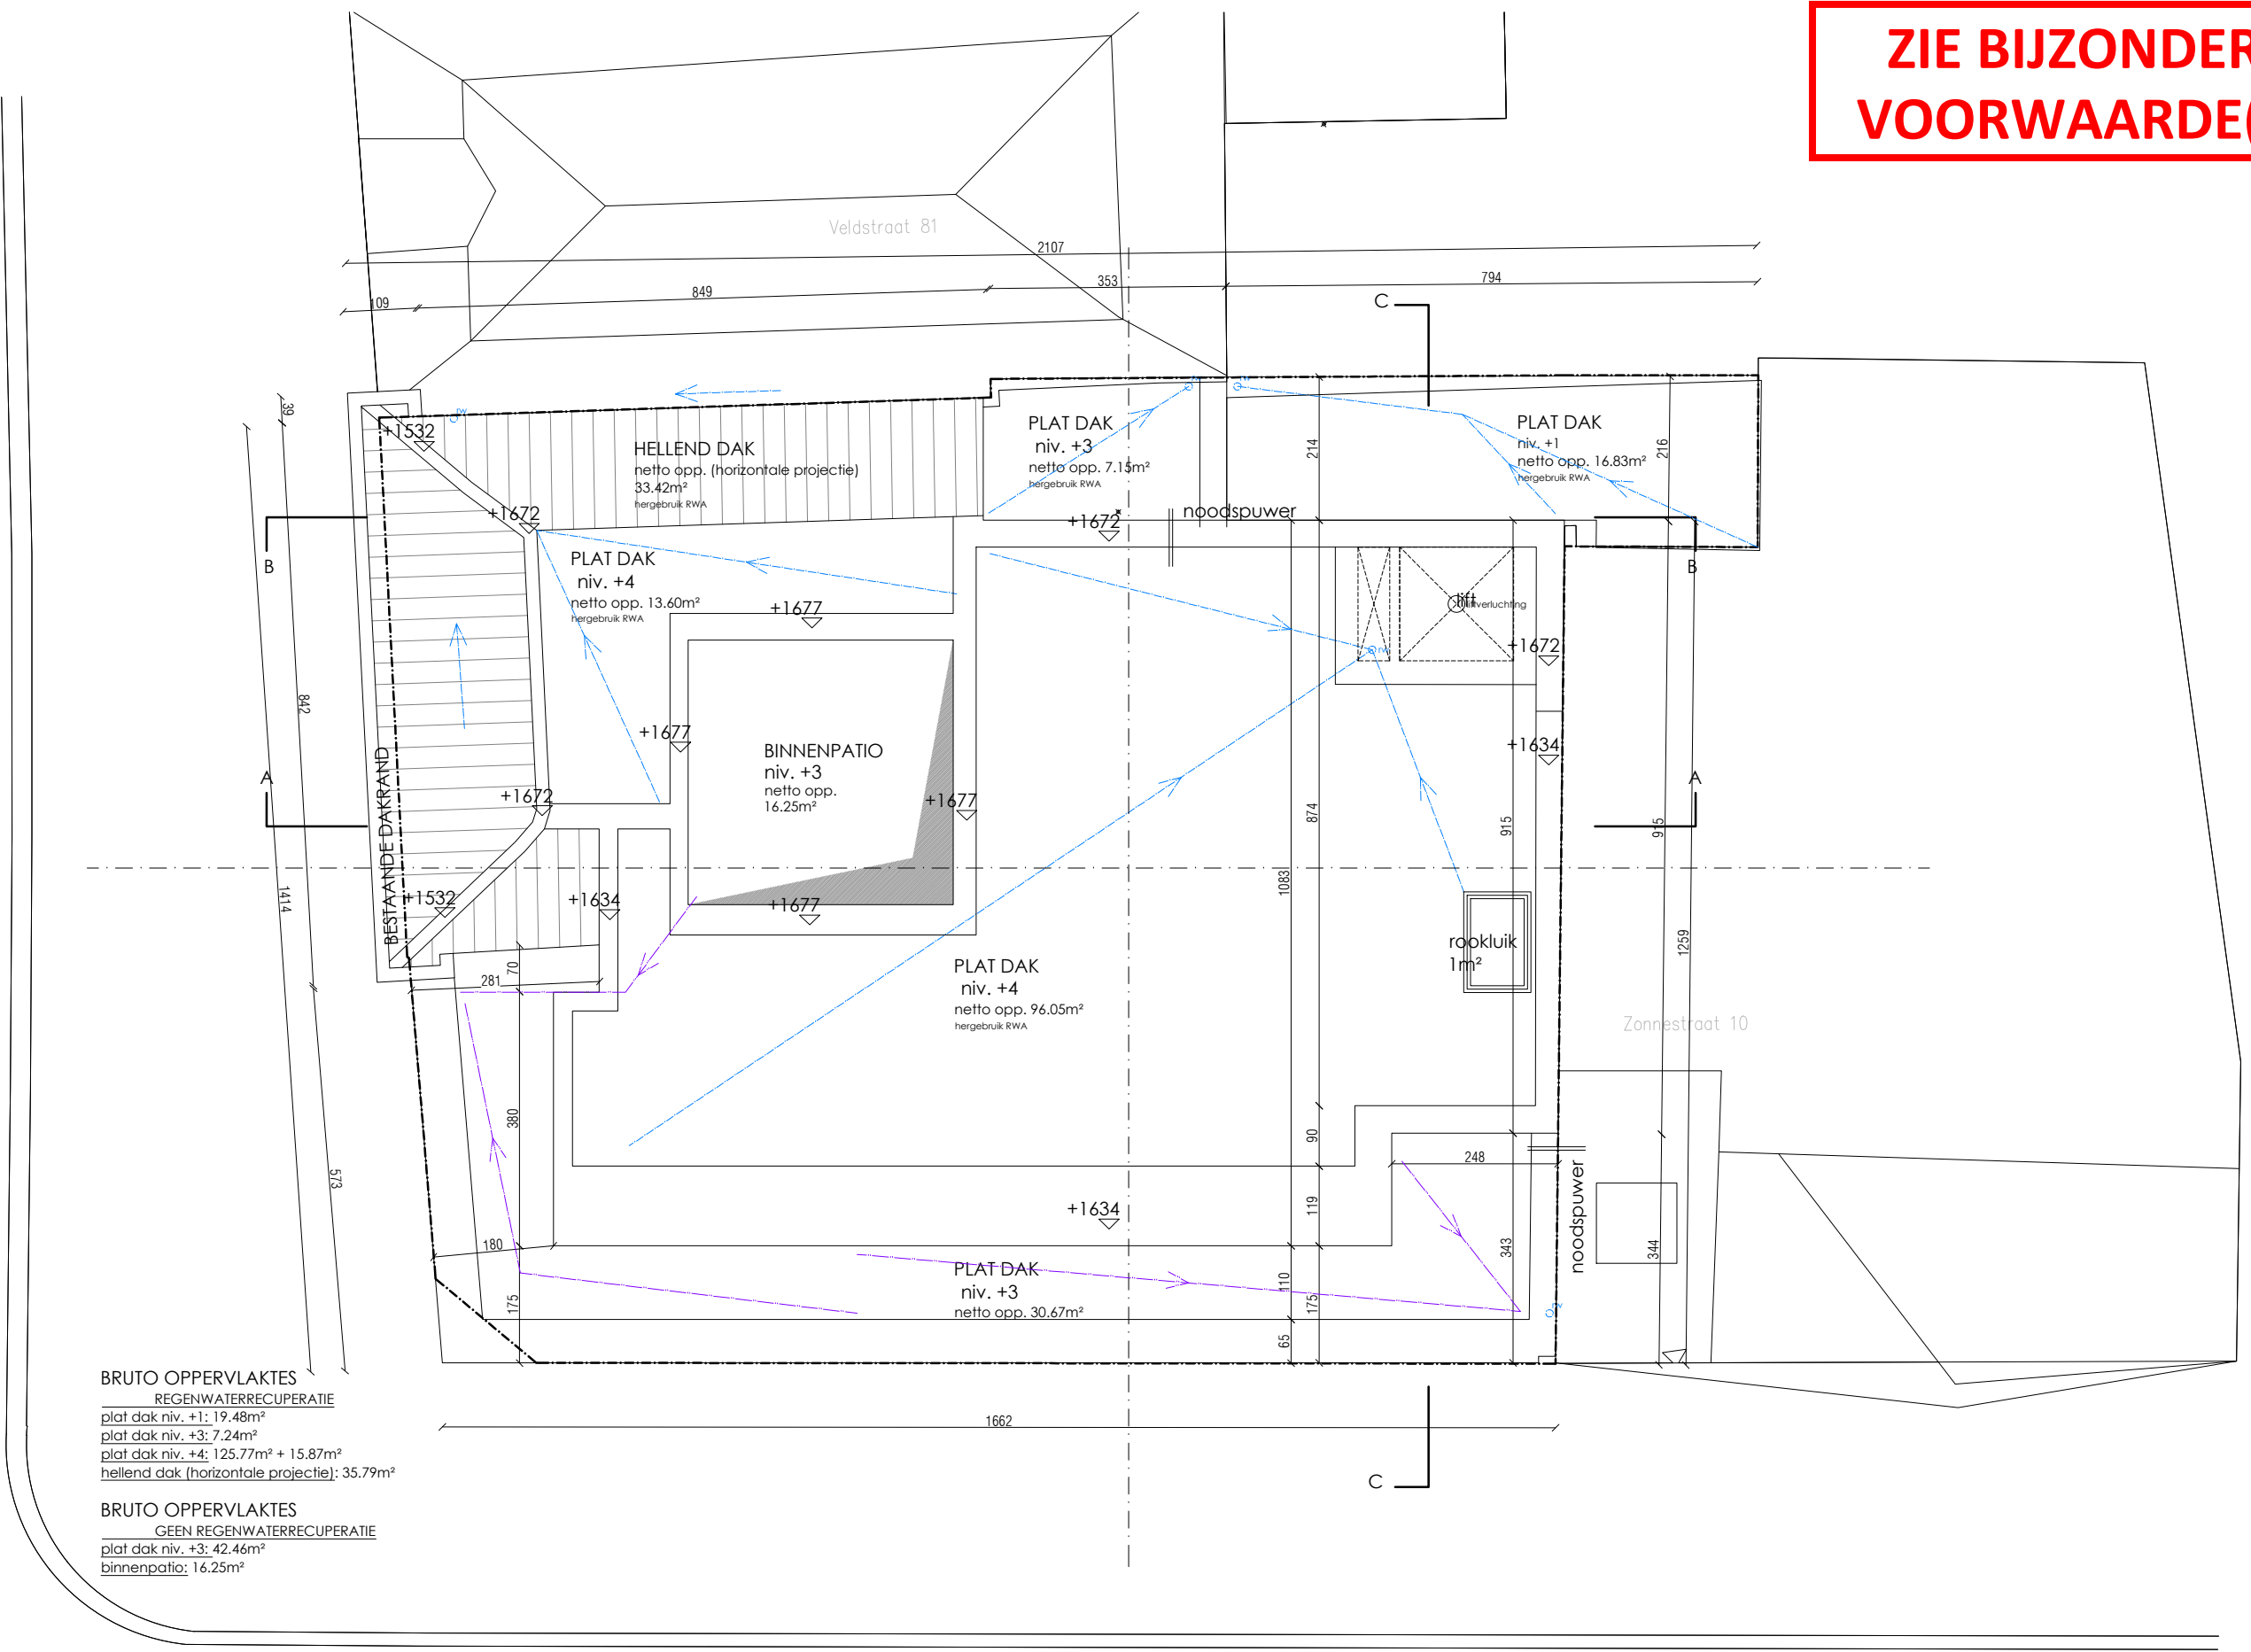 ZIE BIJZONDER
VOORWAARDE(
Veldstraat 81
2107
109
849
353
794
C
39
+1532
HELLEND DAK
netto opp. (horizontale projectie)
33.42m²
hergebruik RWA
PLAT DAK
niv. +3
netto opp. 7.15m²
hergebruik RWA
214
PLAT DAK
niv. +1
netto opp. 16.83m²
hergebruik RWA
216
+1672
+1672
noodspuwer
B
B
PLAT DAK
niv. +4
netto opp. 13.60m²
hergebruik RWA
+1677
lift
liftverluchting
+1672
842
+1677
BINNENPATIO
niv. +3
netto opp.
16.25m²
+1634
A
A
+1672
+1677
874
915
915
BESTAANDE DAKRAND
1414
+1532
+1634
+1677
1083
1259
rookluik
1m²
70
281
PLAT DAK
niv. +4
netto opp. 96.05m²
hergebruik RWA
Zonnestraat 10
380
90
248
573
+1634
119
noodspuwer
180
343
344
PLAT DAK
niv. +3
netto opp. 30.67m²
110
175
175
65
BRUTO OPPERVLAKTES
REGENWATERRECUPERATIE
plat dak niv. +1: 19.48m²
plat dak niv. +3: 7.24m²
plat dak niv. +4: 125.77m² + 15.87m²
hellend dak (horizontale projectie): 35.79m²
1662
C
BRUTO OPPERVLAKTES
GEEN REGENWATERRECUPERATIE
plat dak niv. +3: 42.46m²
binnenpatio: 16.25m²